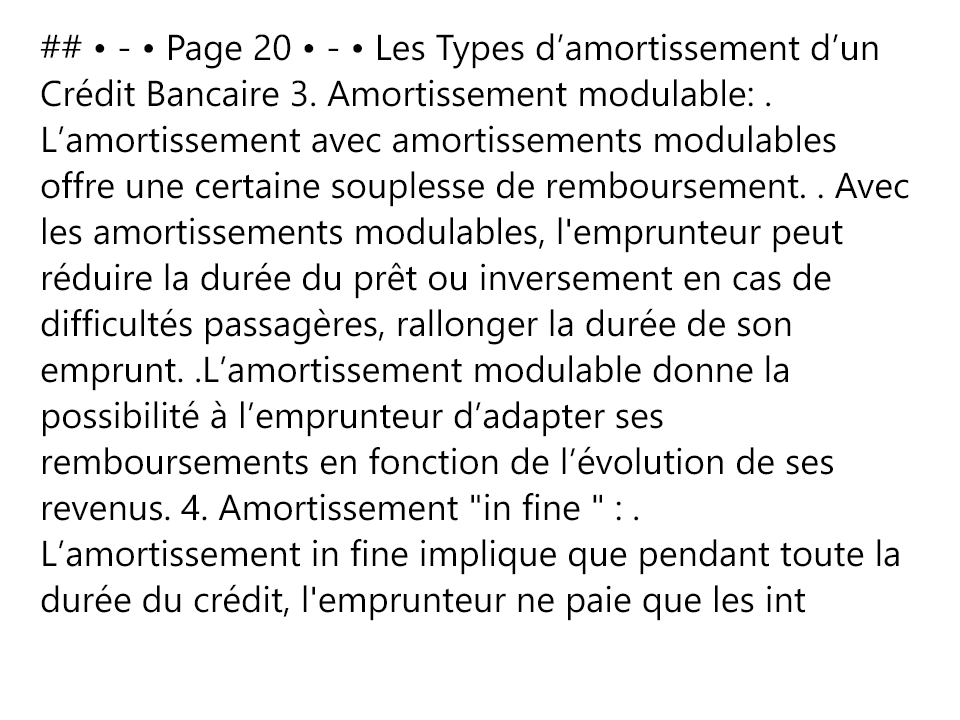 ## • - • Page 20 • - • Les Types d’amortissement d’un
Crédit Bancaire 3. Amortissement modulable: .
L’amortissement avec amortissements modulables
offre une certaine souplesse de remboursement. . Avec
les amortissements modulables, l'emprunteur peut
réduire la durée du prêt ou inversement en cas de
difficultés passagères, rallonger la durée de son
emprunt. .L’amortissement modulable donne la
possibilité à l’emprunteur d’adapter ses
remboursements en fonction de l’évolution de ses
revenus. 4. Amortissement "in fine " : .
L’amortissement in fine implique que pendant toute la
durée du crédit, l'emprunteur ne paie que les int